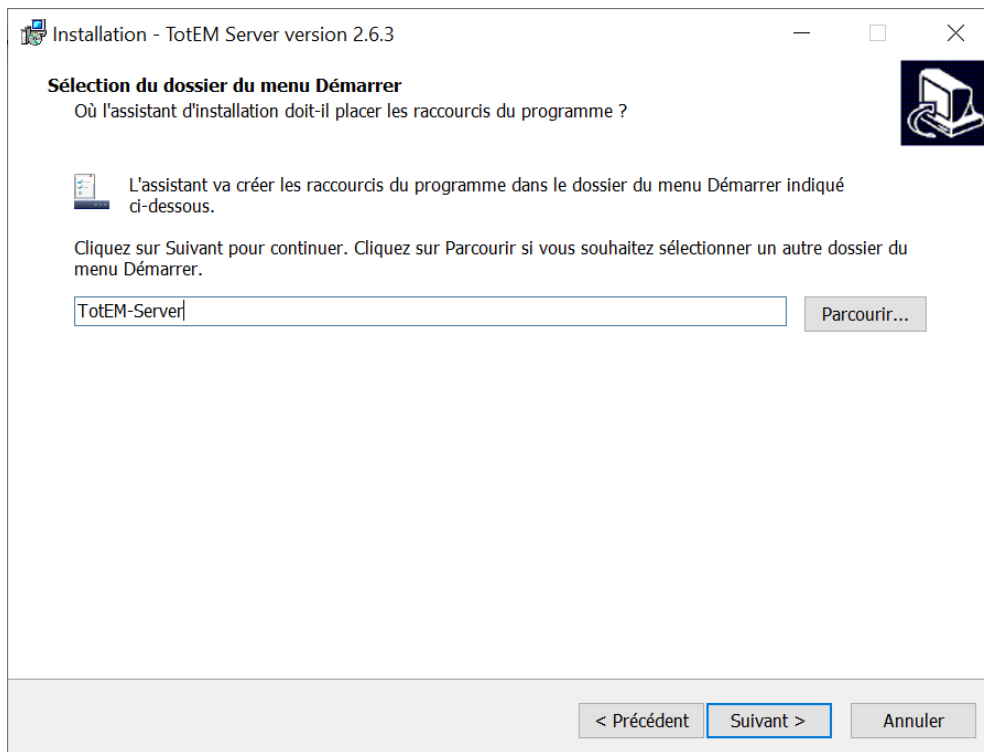 Installation - TotEM Server version 2.6.3
Sélection du dossier du menu Démarrer
Où l'assistant d'installation doit-il placer les raccourcis du programme ?
L'assistant va créer les raccourcis du programme dans le dossier du menu Démarrer indiqué
ci-dessous.
Cliquez sur Suivant pour continuer. Cliquez sur Parcourir si vous souhaitez sélectionner un autre dossier du
menu Démarrer.
TotEM-Server
Parcourir...
< Précédent
Suivant >
Annuler